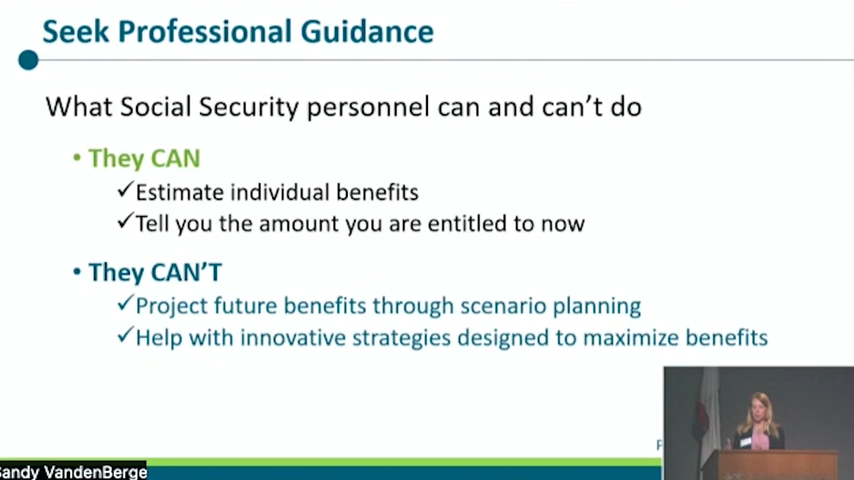 Seek Professional Guidance
What Social Security personnel can and can't do
• They CAN
✓Estimate individual benefits
✓Tell you the amount you are entitled to now
• They CAN'T
✓Project future benefits through scenario planning
✓Help with innovative strategies designed to maximize benefits
Sandy VandenBerge